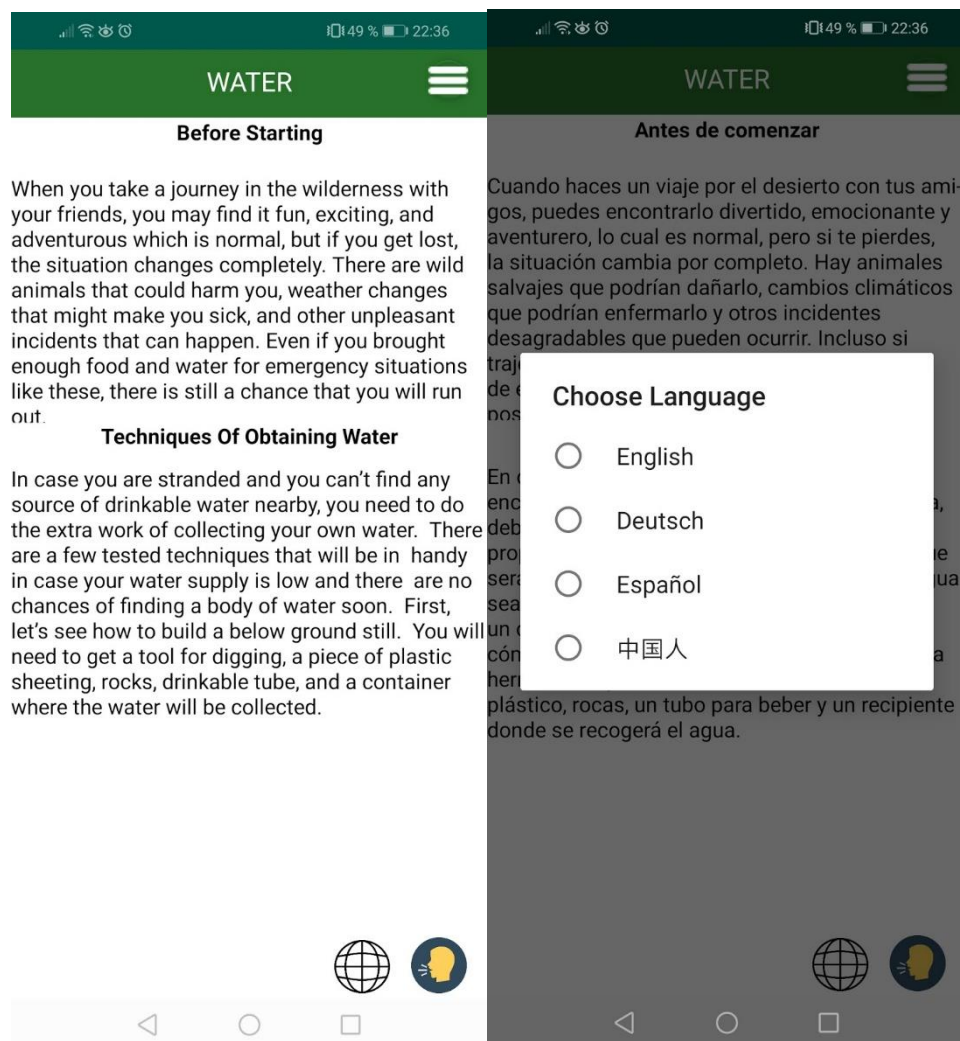 49 % 22:36
WATER
Before Starting
When you take a journey in the wilderness with
your friends, you may find it fun, exciting, and
adventurous which is normal, but if you get lost,
the situation changes completely. There are wild
animals that could harm you, weather changes
that might make you sick, and other unpleasant
incidents that can happen. Even if you brought
enough food and water for emergency situations
like these, there is still a chance that you will run
out.
Techniques Of Obtaining Water
In case you are stranded and you can't find any
source of drinkable water nearby, you need to do
the extra work of collecting your own water. There
are a few tested techniques that will be in handy
in case your water supply is low and there are no
chances of finding a body of water soon. First,
let's see how to build a below ground still. You will
need to get a tool for digging, a piece of plastic
sheeting, rocks, drinkable tube, and a container
where the water will be collected.
49 % 22:36
WATER
Antes de comenzar
Cuando haces un viaje por el desierto con tus ami-
gos, puedes encontrarlo divertido, emocionante y
aventurero, lo cual es normal, pero si te pierdes,
la situación cambia por completo. Hay animales
salvajes que podrían dañarlo, cambios climáticos
que podrían enfermarlo y otros incidentes
desagradables que pueden ocurrir. Incluso si
Choose Language
English
Deutsch
Español
中国人
plástico, rocas, un tubo para beber y un recipiente
donde se recogerá el agua.